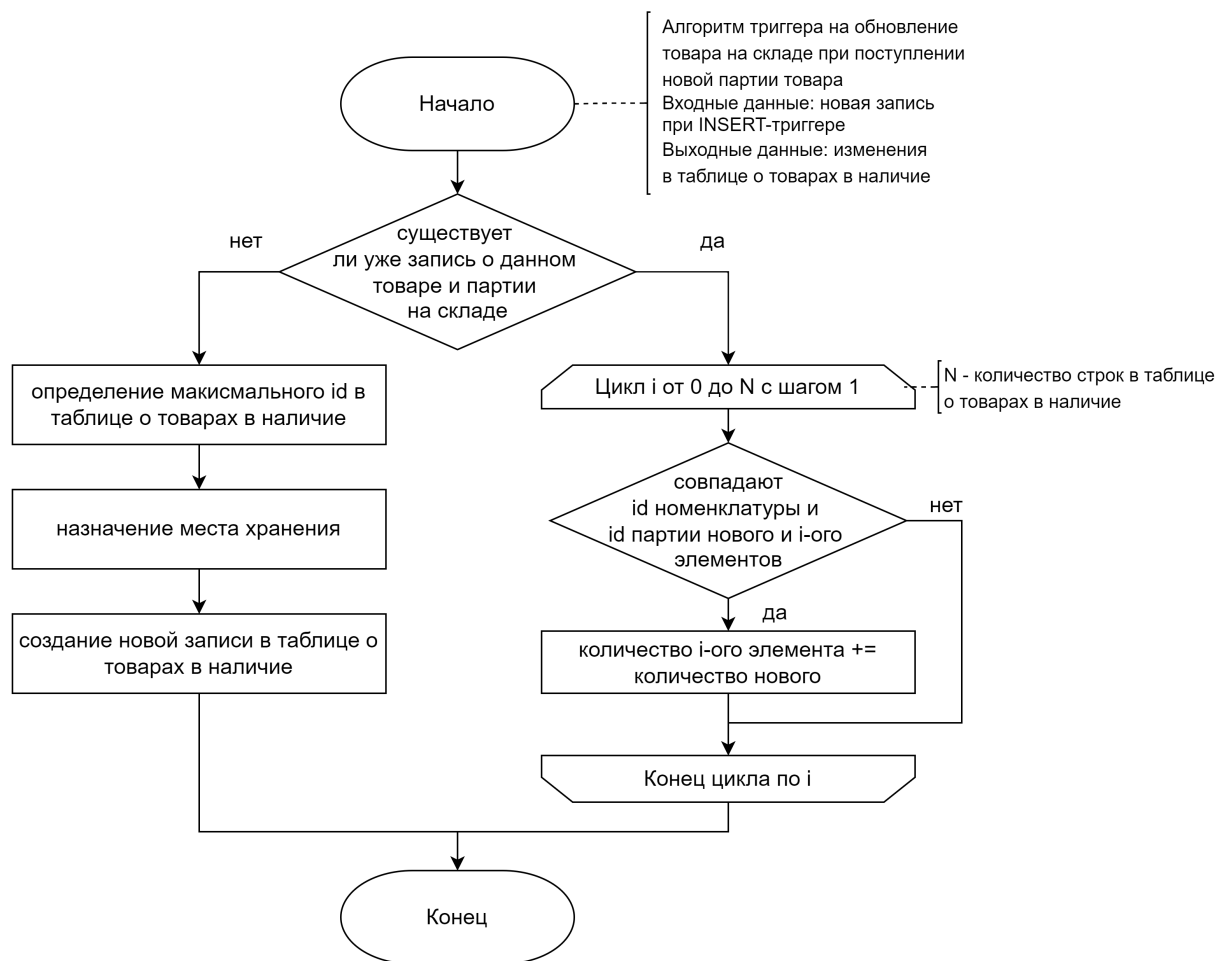 Алгоритм триггера на обновление
товара на складе при поступлении
новой партии товара
Входные данные: новая запись
при INSERT-триггере
Выходные данные: изменения
в таблице о товарах в наличие
Начало
существует
ли уже запись о данном
товаре и партии
на складе
нет
да
определение макисмального id в
таблице о товарах в наличие
назначение места хранения
создание новой записи в таблице о
товарах в наличие
Цикл i от 0 до N с шагом 1
N - количество строк в таблице
о товарах в наличие
совпадают
id номенклатуры и
id партии нового и i-ого
элементов
нет
да
количество i-ого элемента +=
количество нового
Конец цикла по i
Конец